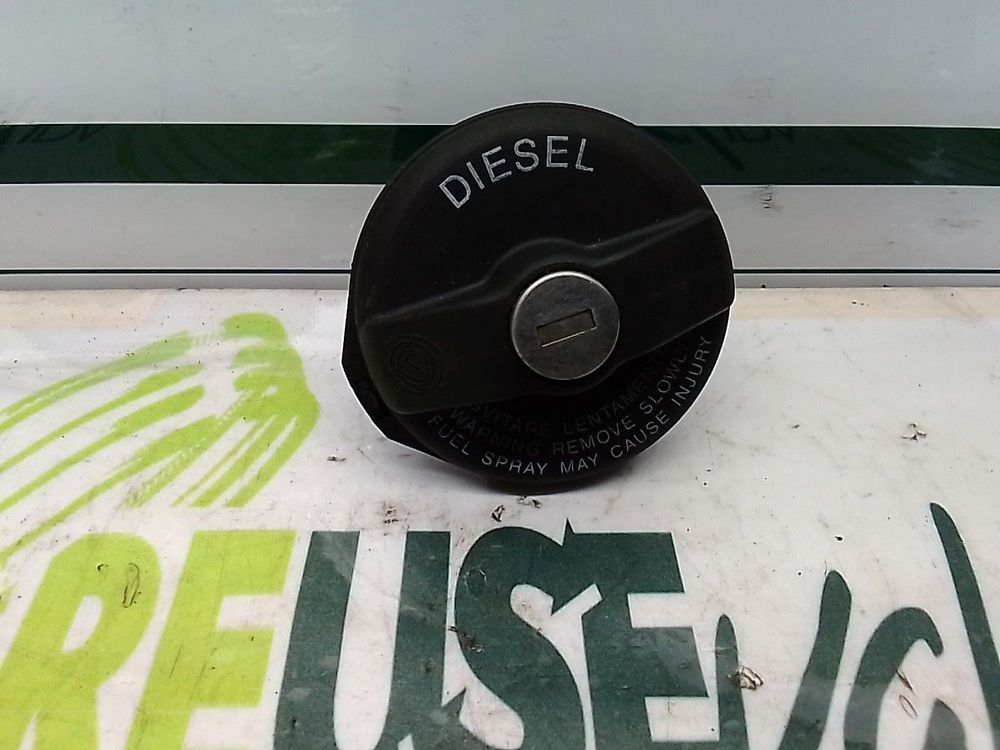 DIESEL
SVITARE LENTAMENTE
WARNING REMOVE SLOWLY
FUEL SPRAY MAY CAUSE INJURY
REUSE